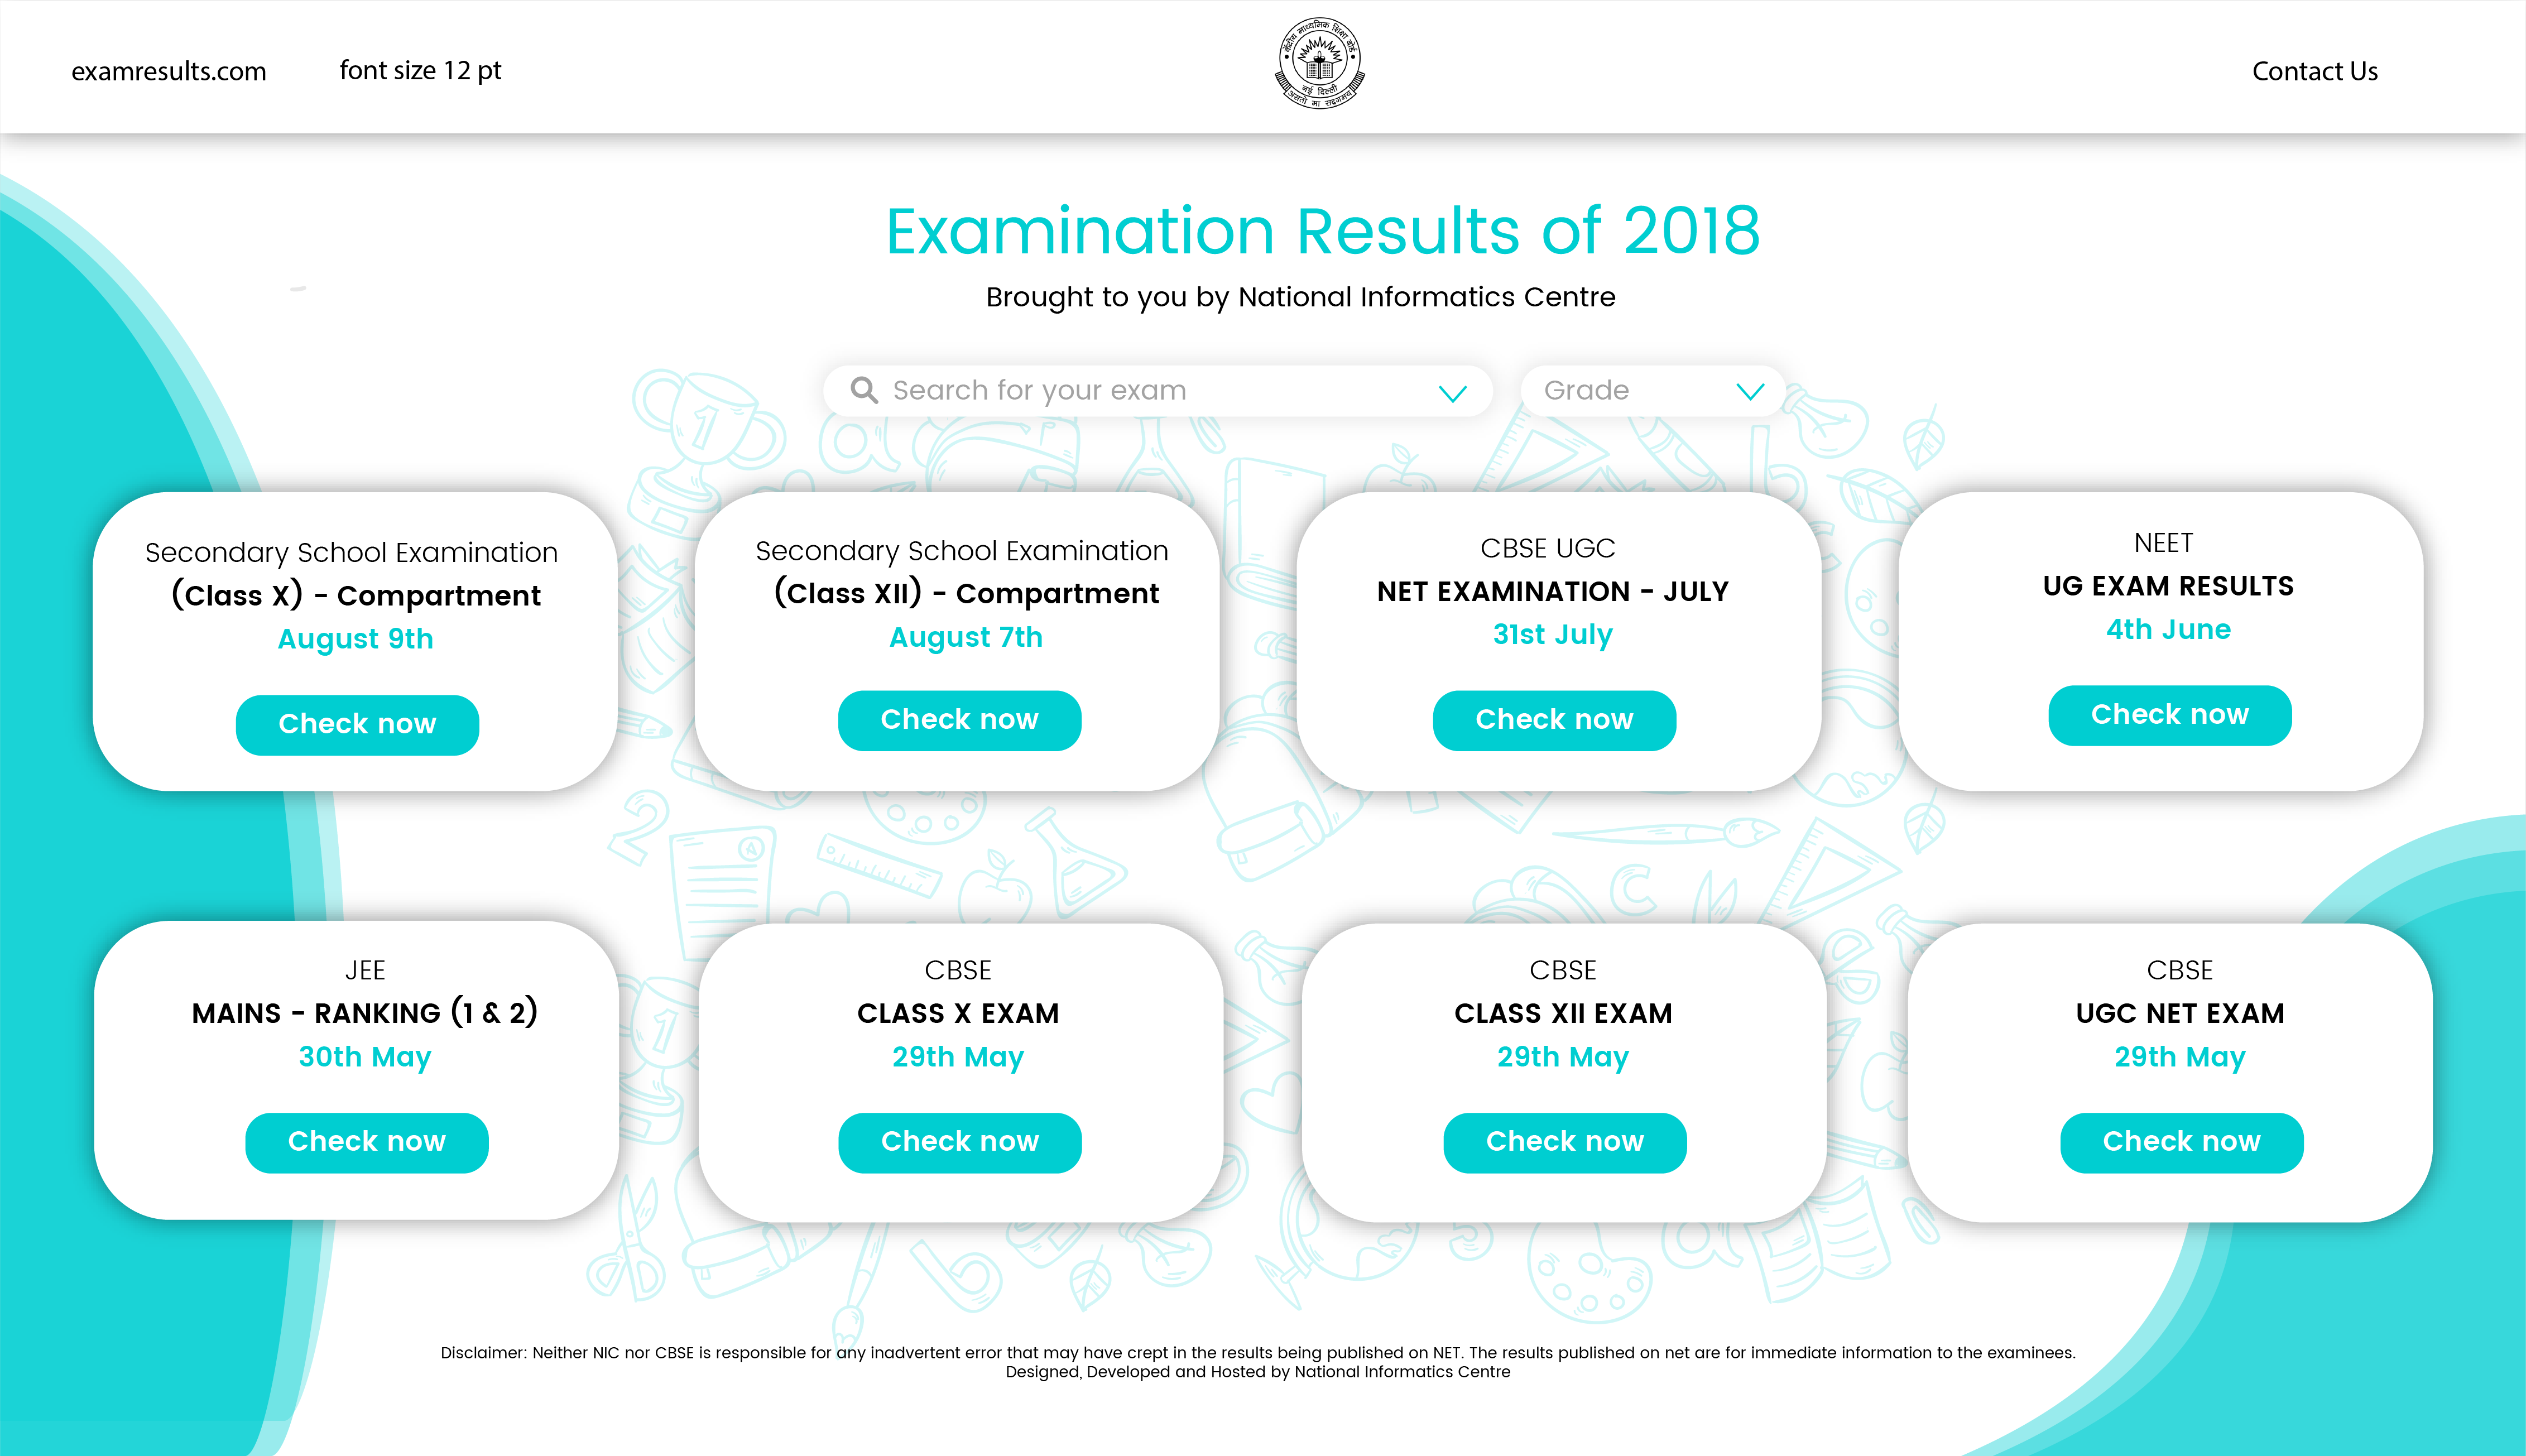 examresults.com
font size 12 pt
केंद्रीय माध्यमिक शिक्षा बोर्ड
नई दिल्ली
असतो मा सद्गमय
Contact Us
Examination Results of 2018
Brought to you by National Informatics Centre
Search for your exam
Grade
Secondary School Examination
(Class X) - Compartment
August 9th
Check now
Secondary School Examination
(Class XII) - Compartment
August 7th
Check now
CBSE UGC
NET EXAMINATION - JULY
31st July
Check now
NEET
UG EXAM RESULTS
4th June
Check now
JEE
MAINS - RANKING (1 & 2)
30th May
Check now
CBSE
CLASS X EXAM
29th May
Check now
CBSE
CLASS XII EXAM
29th May
Check now
CBSE
UGC NET EXAM
29th May
Check now
Disclaimer: Neither NIC nor CBSE is responsible for any inadvertent error that may have crept in the results being published on NET. The results published on net are for immediate information to the examinees.
Designed, Developed and Hosted by National Informatics Centre